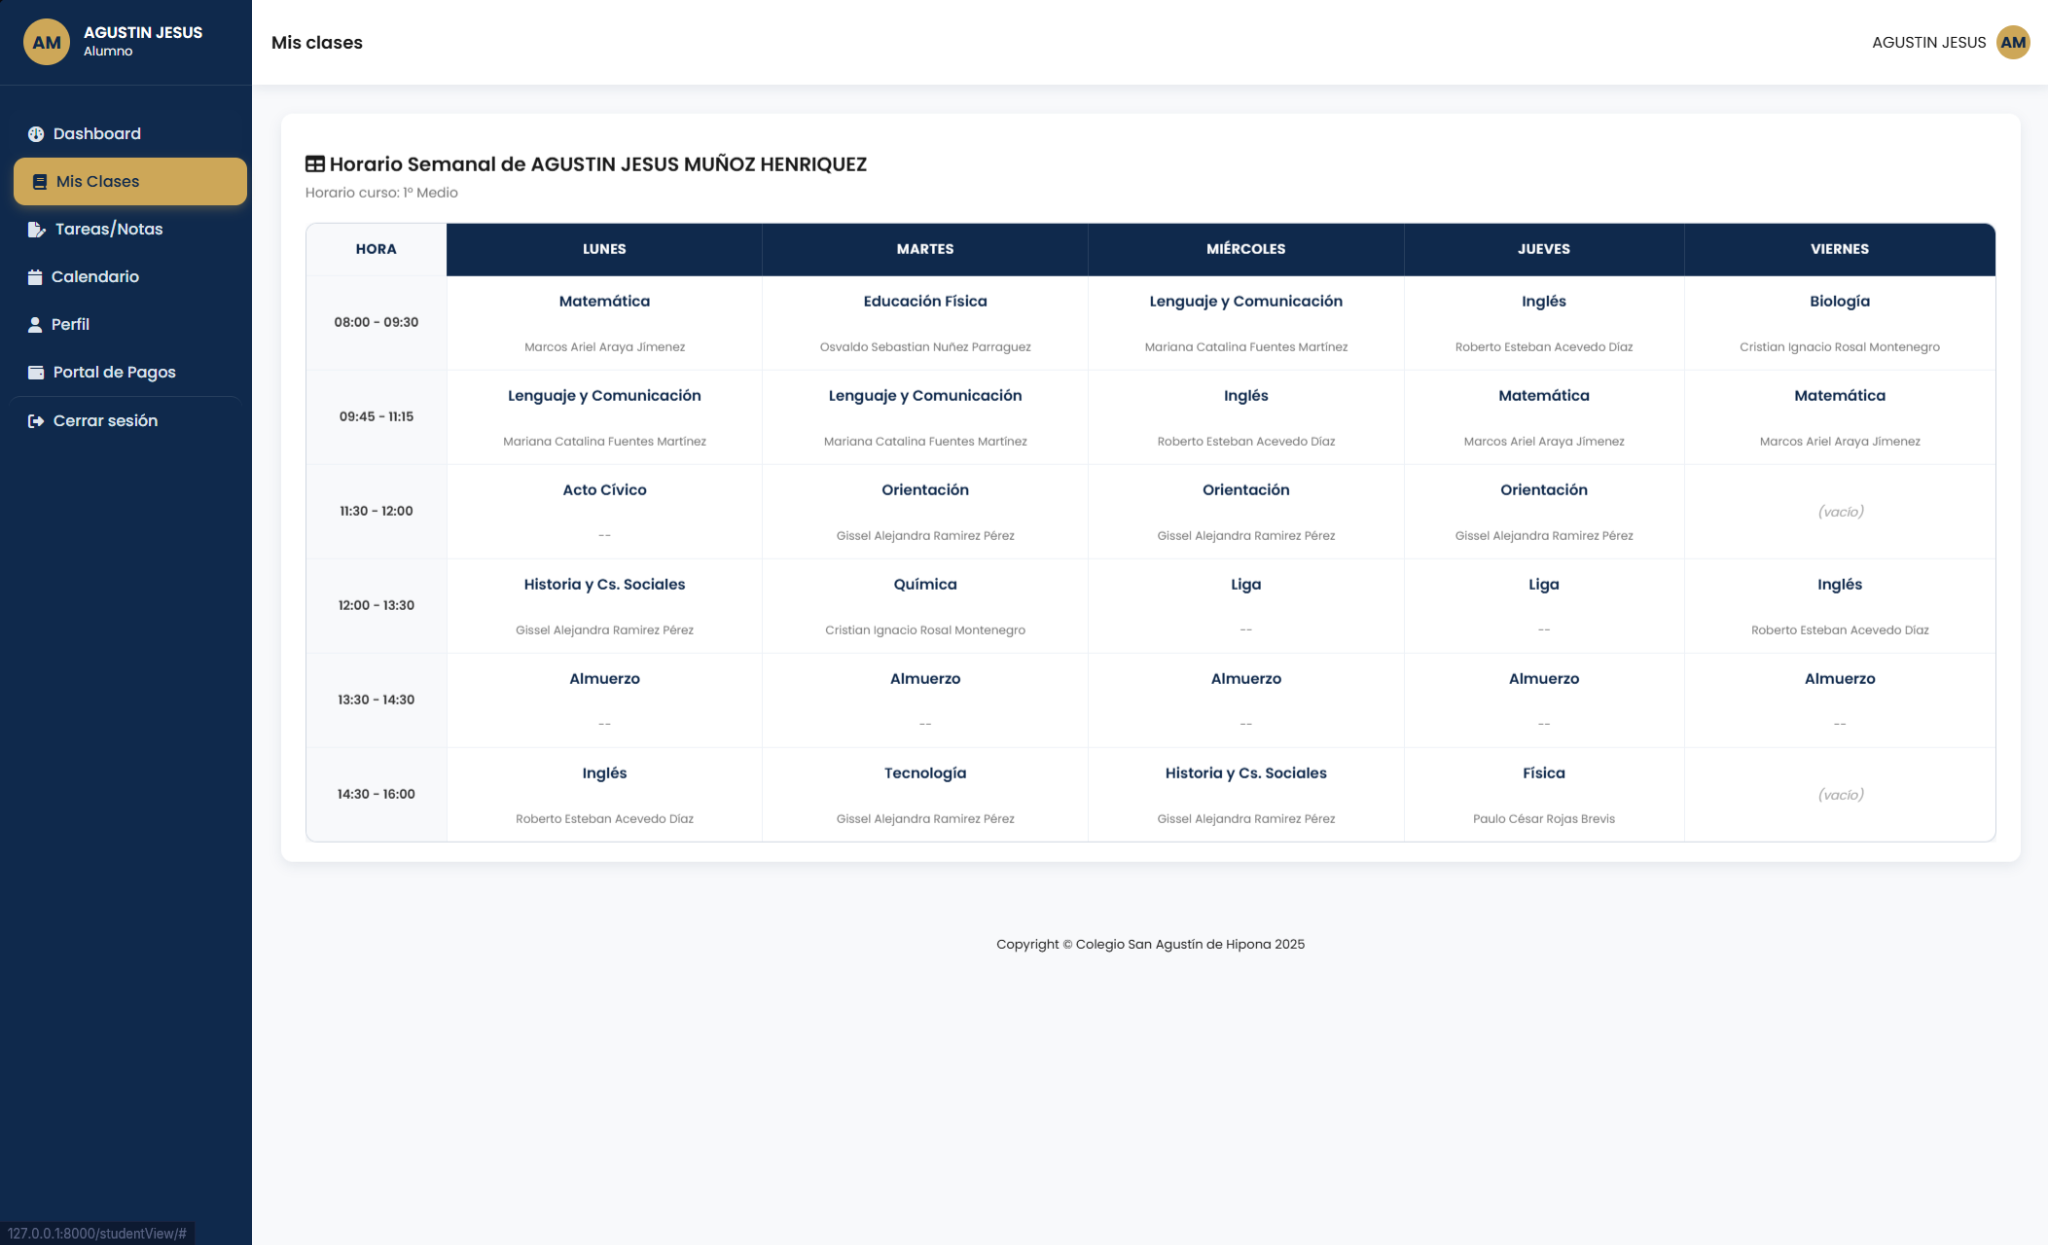 AM
AGUSTIN JESUS
Alumno
Dashboard
Mis Clases
Tareas/Notas
Calendario
Perfil
Portal de Pagos
Cerrar sesión
Mis clases
AGUSTIN JESUS AM
Horario Semanal de AGUSTIN JESUS MUÑOZ HENRIQUEZ
Horario curso: 1° Medio
HORA LUNES MARTES MIÉRCOLES JUEVES VIERNES
08:00 - 09:30
Matemática Educación Física Lenguaje y Comunicación Inglés Biología
Marcos Ariel Araya Jimenez Osvaldo Sebastian Nuñez Parraguez Mariana Catalina Fuentes Martínez Roberto Esteban Acevedo Díaz Cristian Ignacio Rosal Montenegro
09:45 - 11:15
Lenguaje y Comunicación Lenguaje y Comunicación Inglés Matemática Matemática
Mariana Catalina Fuentes Martínez Mariana Catalina Fuentes Martínez Roberto Esteban Acevedo Díaz Marcos Ariel Araya Jimenez Marcos Ariel Araya Jimenez
11:30 - 12:00
Acto Cívico Orientación Orientación Orientación (vacío)
-- Gissel Alejandra Ramirez Pérez Gissel Alejandra Ramirez Pérez Gissel Alejandra Ramirez Pérez
12:00 - 13:30
Historia y Cs. Sociales Química Liga Liga Inglés
Gissel Alejandra Ramirez Pérez Cristian Ignacio Rosal Montenegro -- -- Roberto Esteban Acevedo Díaz
13:30 - 14:30
Almuerzo Almuerzo Almuerzo Almuerzo Almuerzo
-- -- -- -- --
14:30 - 16:00
Inglés Tecnología Historia y Cs. Sociales Física (vacío)
Roberto Esteban Acevedo Díaz Gissel Alejandra Ramirez Pérez Gissel Alejandra Ramirez Pérez Paulo César Rojas Brevis
Copyright © Colegio San Agustín de Hipona 2025
127.0.0.1:8000/studentView/#